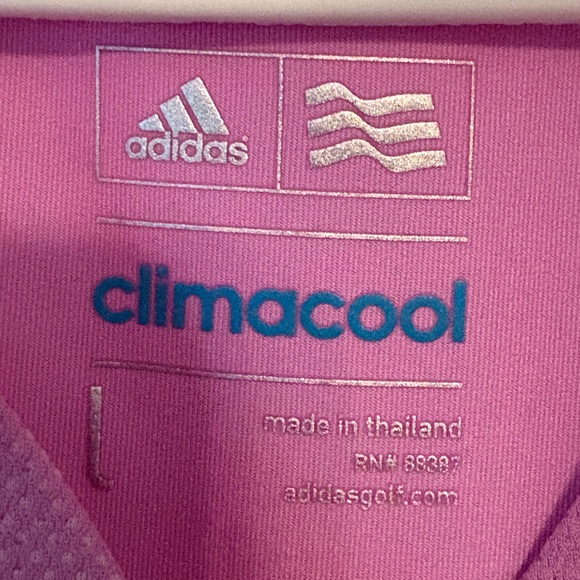 adidas
climacool
L
made in thailand
RN# 88387
adidasgolf.com